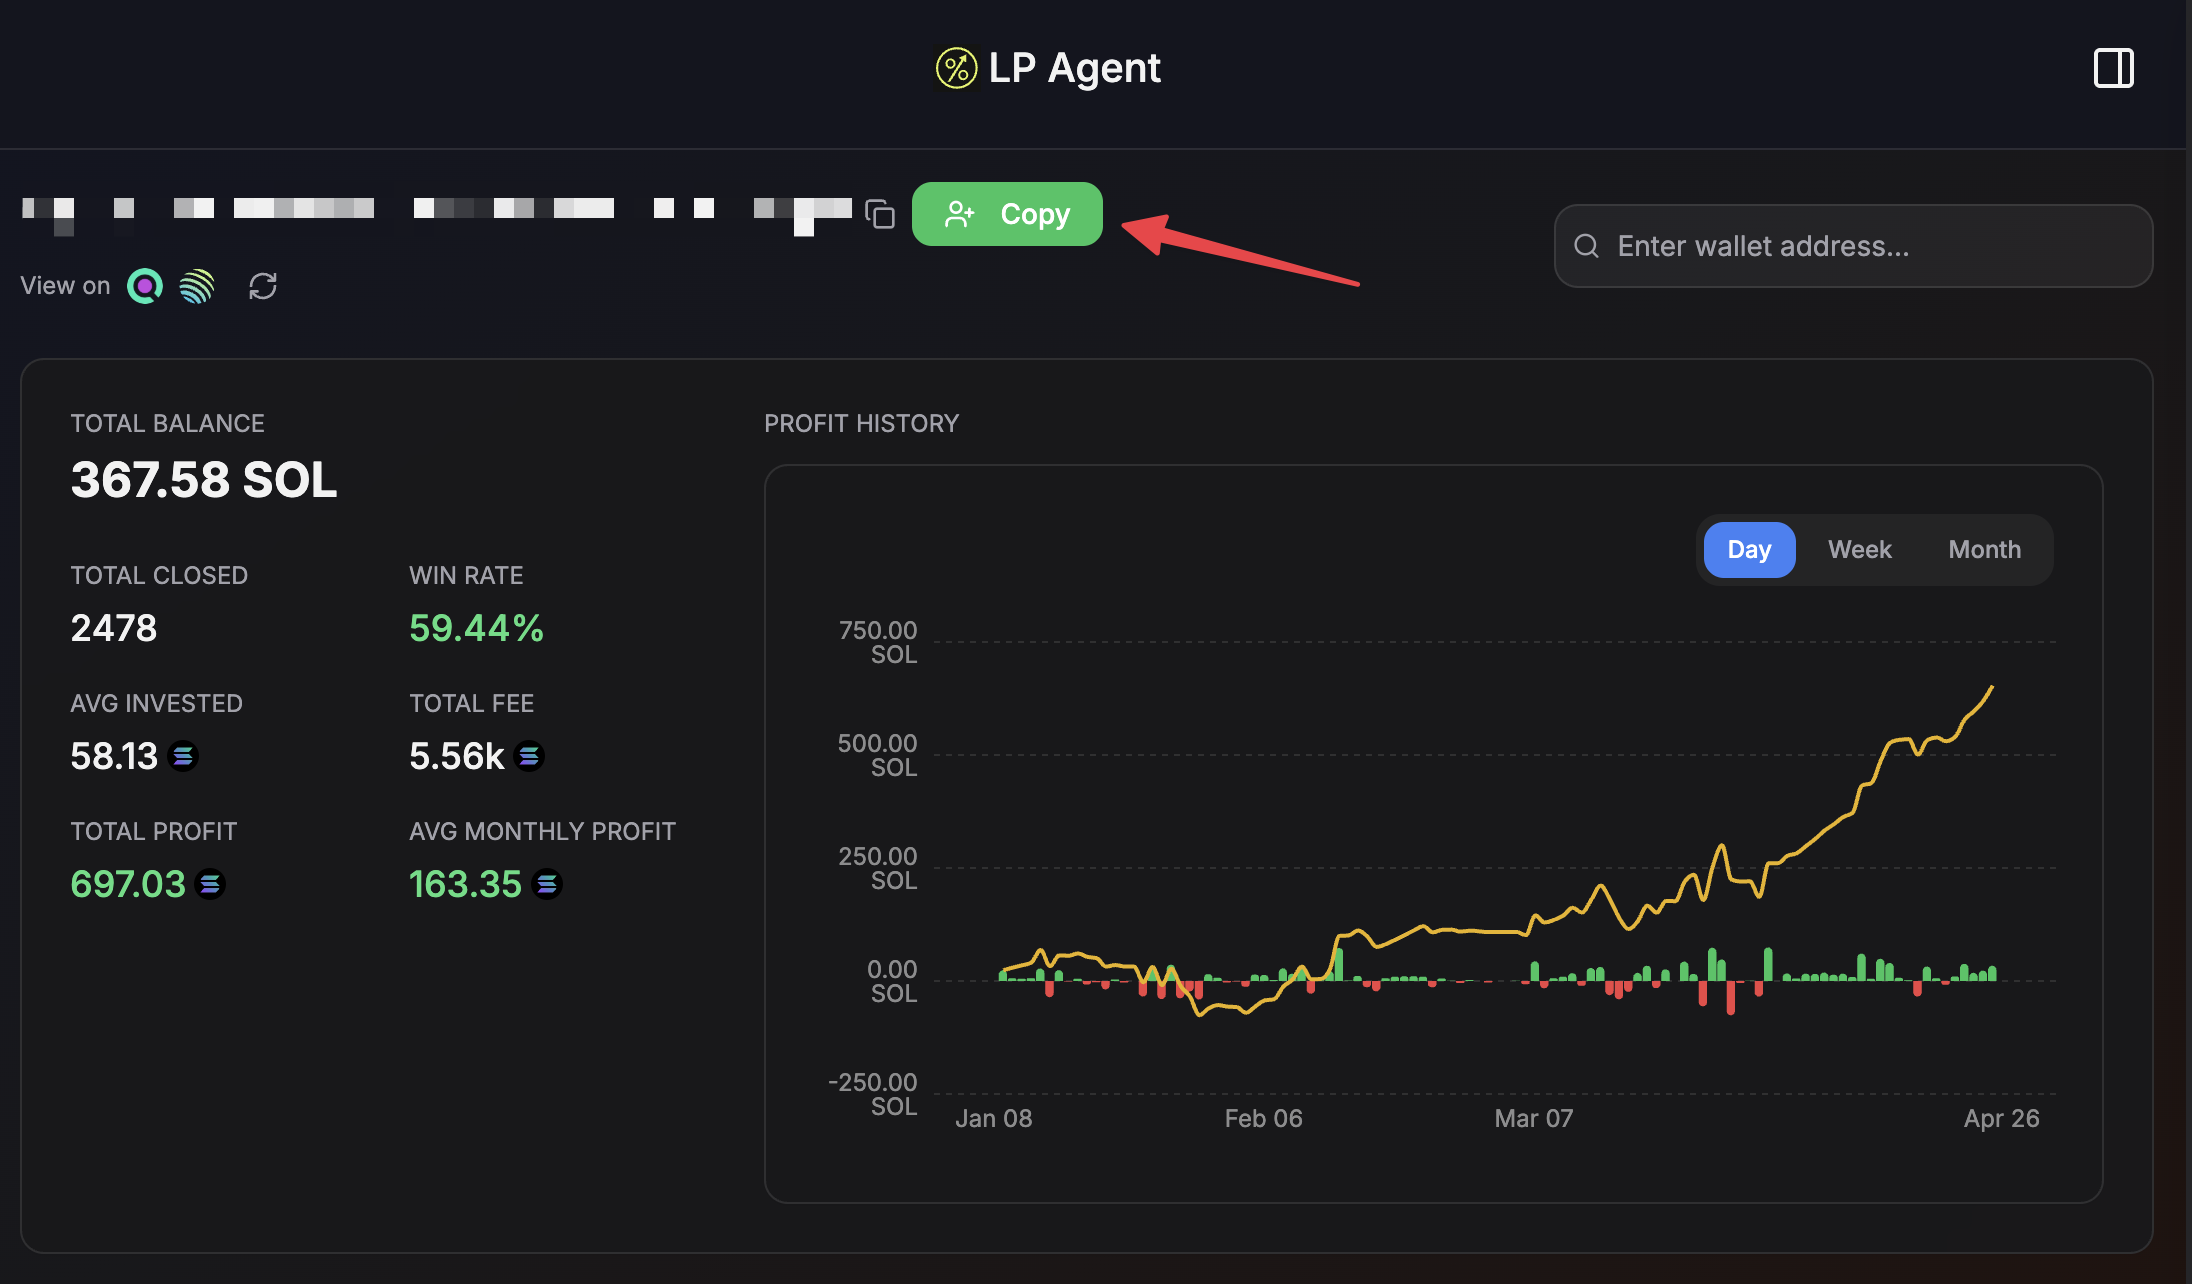 LP Agent
Copy
Enter wallet address...
View on
TOTAL BALANCE
367.58 SOL
TOTAL CLOSED
2478
WIN RATE
59.44%
AVG INVESTED
58.13
TOTAL FEE
5.56k
TOTAL PROFIT
697.03
AVG MONTHLY PROFIT
163.35
PROFIT HISTORY
Day
Week
Month
750.00
SOL
500.00
SOL
250.00
SOL
0.00
SOL
-250.00
SOL
Jan 08
Feb 06
Mar 07
Apr 26